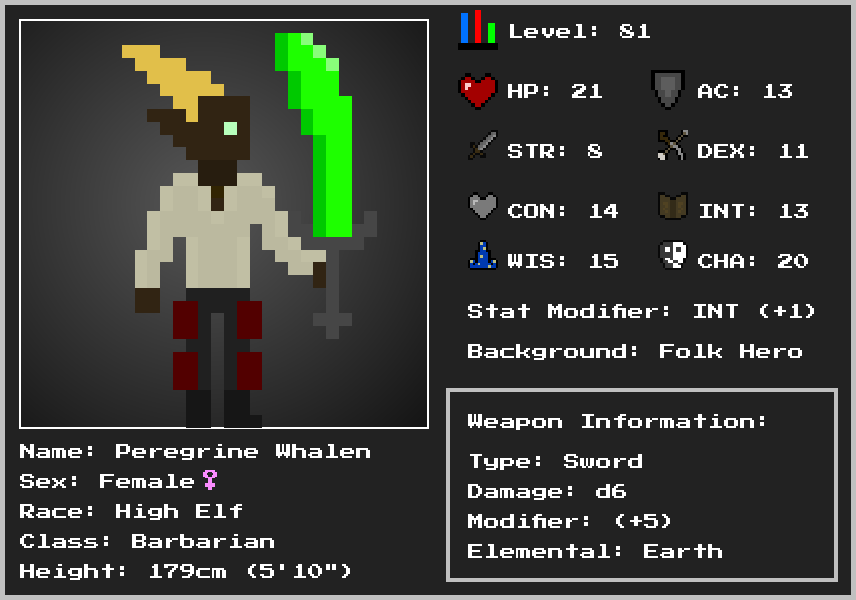 Level: 81
HP: 21 AC: 13
STR: 8 DEX: 11
CON: 14 INT: 13
WIS: 15 CHA: 20
Stat Modifier: INT (+1)
Background: Folk Hero
Weapon Information:
Type: Sword
Damage: d6
Modifier: (+5)
Elemental: Earth
Name: Peregrine Whalen
Sex: Female♀
Race: High Elf
Class: Barbarian
Height: 179cm (5'10")